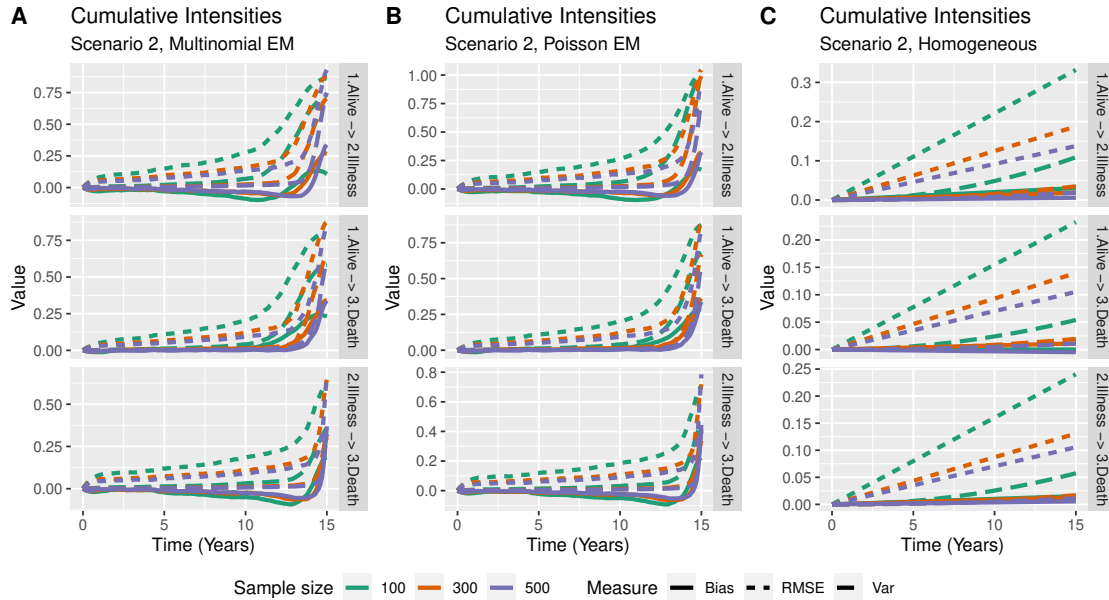 A
Cumulative Intensities
Scenario 2, Multinomial EM
0.75
0.50
0.25
0.00
1.Alive −> 2.Illness
0.75
0.50
0.25
0.00
1.Alive −> 3.Death
0.50
0.25
0.00
2.Illness −> 3.Death
0
5
10
15
Value
Time (Years)
B
Cumulative Intensities
Scenario 2, Poisson EM
1.00
0.75
0.50
0.25
0.00
1.Alive −> 2.Illness
0.75
0.50
0.25
0.00
1.Alive −> 3.Death
0.8
0.6
0.4
0.2
0.0
2.Illness −> 3.Death
0
5
10
15
Value
Time (Years)
C
Cumulative Intensities
Scenario 2, Homogeneous
0.3
0.2
0.1
0.0
1.Alive −> 2.Illness
0.20
0.15
0.10
0.05
0.00
1.Alive −> 3.Death
0.25
0.20
0.15
0.10
0.05
0.00
2.Illness −> 3.Death
0
5
10
15
Value
Time (Years)
Sample size 100 300 500 Measure Bias RMSE Var